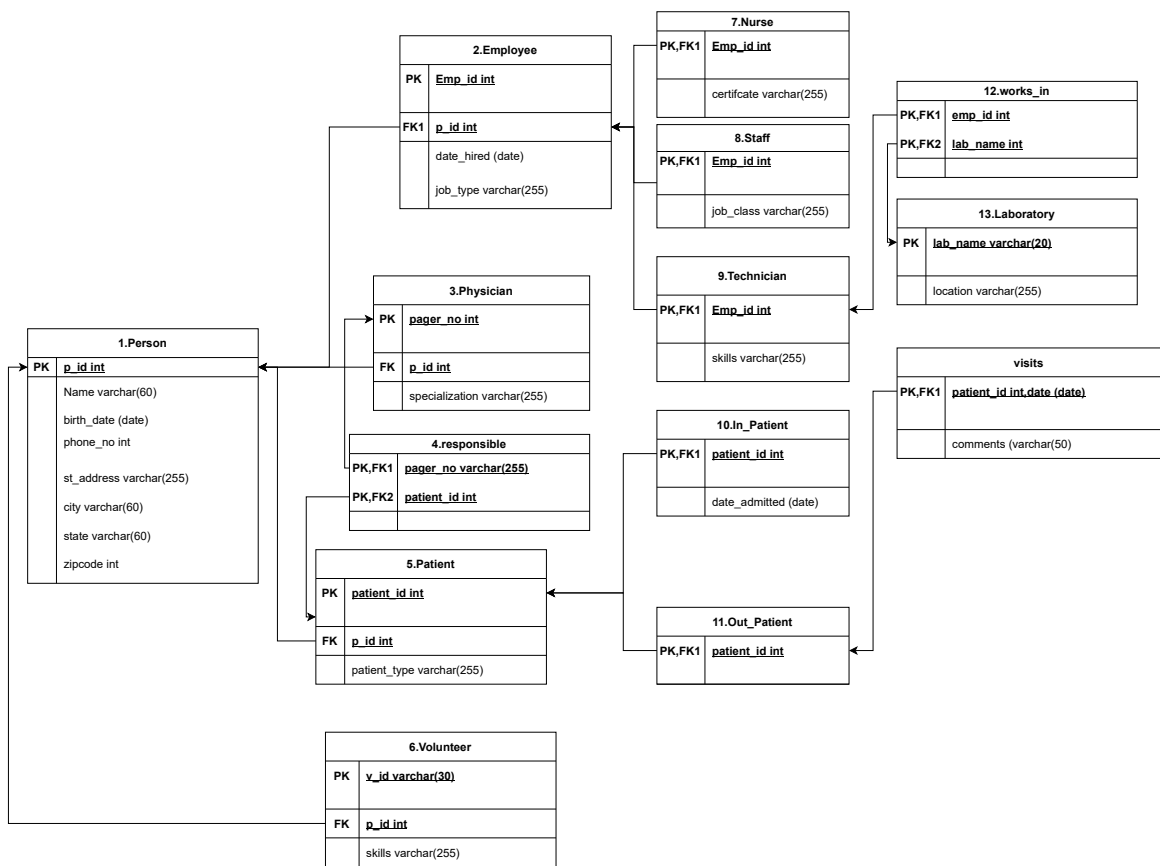 7.Nurse
PK,FK1 Emp_id int
certifcate varchar(255)
2.Employee
PK Emp_id int
FK1 p_id int
date_hired (date)
job_type varchar(255)
8.Staff
PK,FK1 Emp_id int
job_class varchar(255)
12.works_in
PK,FK1 emp_id int
PK,FK2 lab_name int
13.Laboratory
PK lab_name varchar(20)
location varchar(255)
9.Technician
PK,FK1 Emp_id int
skills varchar(255)
3.Physician
PK pager_no int
FK p_id int
specialization varchar(255)
1.Person
PK p_id int
Name varchar(60)
birth_date (date)
phone_no int
st_address varchar(255)
city varchar(60)
state varchar(60)
zipcode int
visits
PK,FK1 patient_id int,date (date)
comments (varchar(50)
4.responsible
PK,FK1 pager_no varchar(255)
PK,FK2 patient_id int
10.In_Patient
PK,FK1 patient_id int
date_admitted (date)
5.Patient
PK patient_id int
FK p_id int
patient_type varchar(255)
11.Out_Patient
PK,FK1 patient_id int
6.Volunteer
PK v_id varchar(30)
FK p_id int
skills varchar(255)